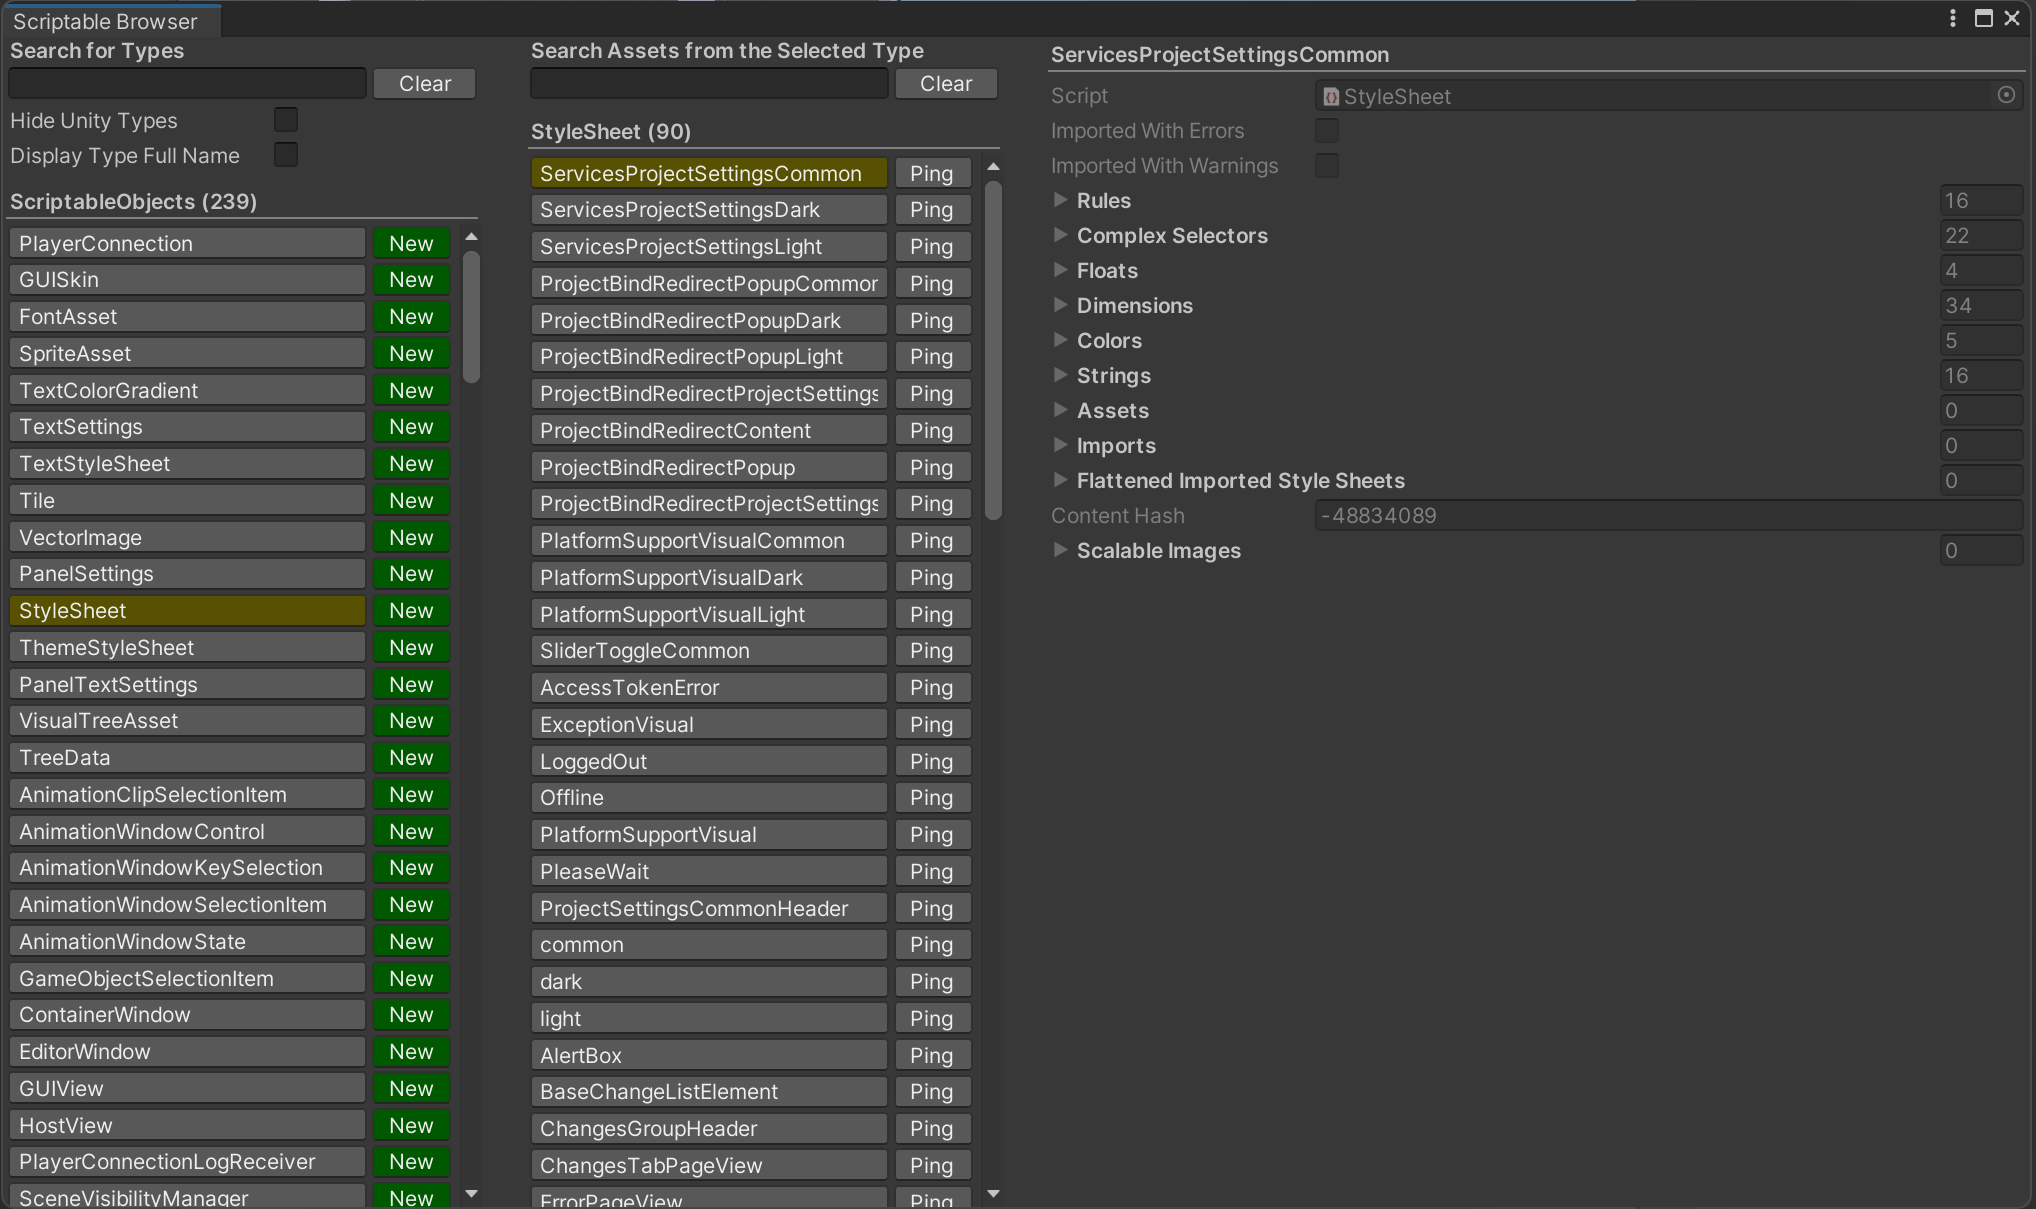 Scriptable Browser
Search for Types
Clear
Hide Unity Types
Display Type Full Name
ScriptableObjects (239)
PlayerConnection New
GUISkin New
FontAsset New
SpriteAsset New
TextColorGradient New
TextSettings New
TextStyleSheet New
Tile New
VectorImage New
PanelSettings New
StyleSheet New
ThemeStyleSheet New
PanelTextSettings New
VisualTreeAsset New
TreeData New
AnimationClipSelectionItem New
AnimationWindowControl New
AnimationWindowKeySelection New
AnimationWindowSelectionItem New
AnimationWindowState New
GameObjectSelectionItem New
ContainerWindow New
EditorWindow New
GUIView New
HostView New
PlayerConnectionLogReceiver New
SceneVisibilityManager New
Search Assets from the Selected Type
Clear
StyleSheet (90)
ServicesProjectSettingsCommon Ping
ServicesProjectSettingsDark Ping
ServicesProjectSettingsLight Ping
ProjectBindRedirectPopupCommon Ping
ProjectBindRedirectPopupDark Ping
ProjectBindRedirectPopupLight Ping
ProjectBindRedirectProjectSettings Ping
ProjectBindRedirectContent Ping
ProjectBindRedirectPopup Ping
ProjectBindRedirectProjectSettings Ping
PlatformSupportVisualCommon Ping
PlatformSupportVisualDark Ping
PlatformSupportVisualLight Ping
SliderToggleCommon Ping
AccessTokenError Ping
ExceptionVisual Ping
LoggedOut Ping
Offline Ping
PlatformSupportVisual Ping
PleaseWait Ping
ProjectSettingsCommonHeader Ping
common Ping
dark Ping
light Ping
AlertBox Ping
BaseChangeListElement Ping
ChangesGroupHeader Ping
ChangesTabPageView Ping
ErrorPageView Ping
ServicesProjectSettingsCommon
Script StyleSheet
Imported With Errors
Imported With Warnings
Rules 16
Complex Selectors 22
Floats 4
Dimensions 34
Colors 5
Strings 16
Assets 0
Imports 0
Flattened Imported Style Sheets 0
Content Hash -48834089
Scalable Images 0